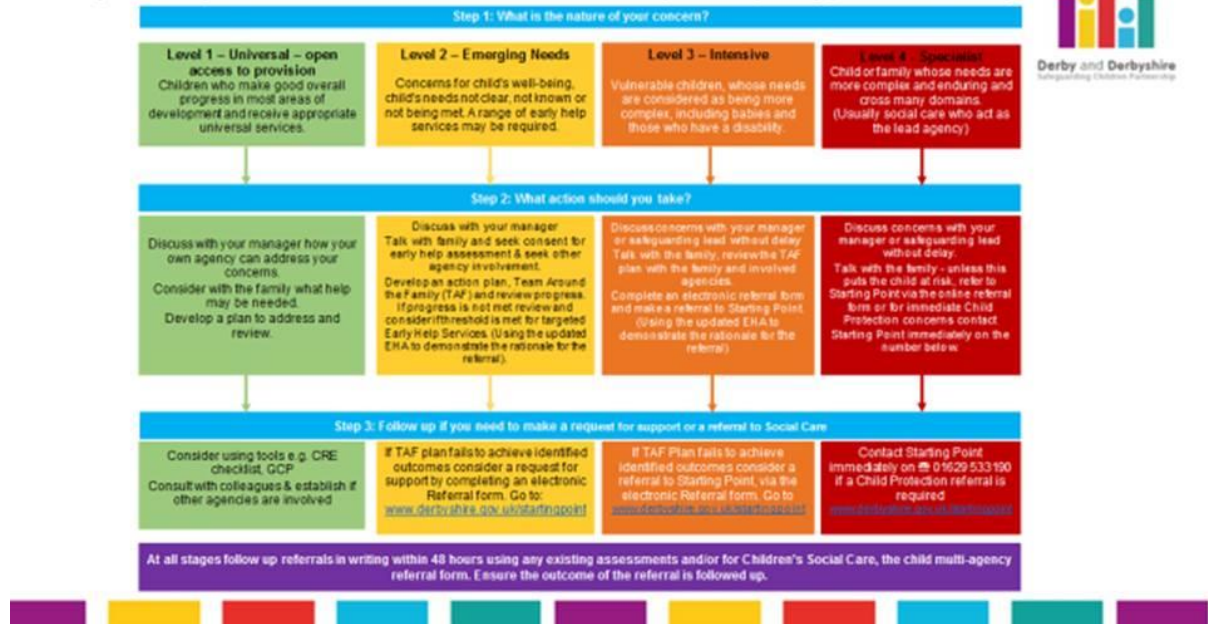 Step 1: What is the nature of your concern?
Level 1 – Universal – open
access to provision
Children who make good overall
progress in most areas of
development and receive appropriate
universal services.
Level 2 – Emerging Needs
Concerns for child's well-being,
child's needs not clear, not known or
not being met. A range of early help
services may be required.
Level 3 – Intensive
Vulnerable children, whose needs
are considered as being more
complex, including babies and
those who have a disability.
Level 4 - Specialist
Child or family whose needs are
more complex and enduring and
cross many domains.
(Usually social care who act as
the lead agency)
Derby and Derbyshire
Safeguarding Children Partnership
Step 2: What action should you take?
Discuss with your manager how your
own agency can address your
concerns.
Consider with the family what help
may be needed.
Develop a plan to address and
review.
Discuss with your manager
Talk with family and seek consent for
early help assessment & seek other
agency involvement.
Develop an action plan, Team Around
the Family (TAF) and review progress.
If progress is not met review and
consider if threshold is met for targeted
Early Help Services. (Using the updated
EHA to demonstrate the rationale for the
referral).
Discuss concerns with your manager
or safeguarding lead without delay
Talk with the family, review the TAF
plan with the family and involved
agencies.
Complete an electronic referral form
and make a referral to Starting Point.
(Using the updated EHA to
demonstrate the rationale for the
referral)
Discuss concerns with your
manager or safeguarding lead
without delay.
Talk with the family - unless this
puts the child at risk, refer to
Starting Point via the online referral
form or for immediate Child
Protection concerns contact
Starting Point immediately on the
number below
Step 3: Follow up if you need to make a request for support or a referral to Social Care
Consider using tools e.g. CRE
checklist, GCP
Consult with colleagues & establish if
other agencies are involved
If TAF plan fails to achieve identified
outcomes consider a request for
support by completing an electronic
Referral form. Go to:
www.derbyshire.gov.uk/startingpoint
If TAF Plan fails to achieve
identified outcomes consider a
referral to Starting Point, via the
electronic Referral form. Go to
www.derbyshire.gov.uk/startingpoint
Contact Starting Point
immediately on ☎ 01629 533190
if a Child Protection referral is
required
www.derbyshire.gov.uk/startingpoint
At all stages follow up referrals in writing within 48 hours using any existing assessments and/or for Children's Social Care, the child multi-agency
referral form. Ensure the outcome of the referral is followed up.